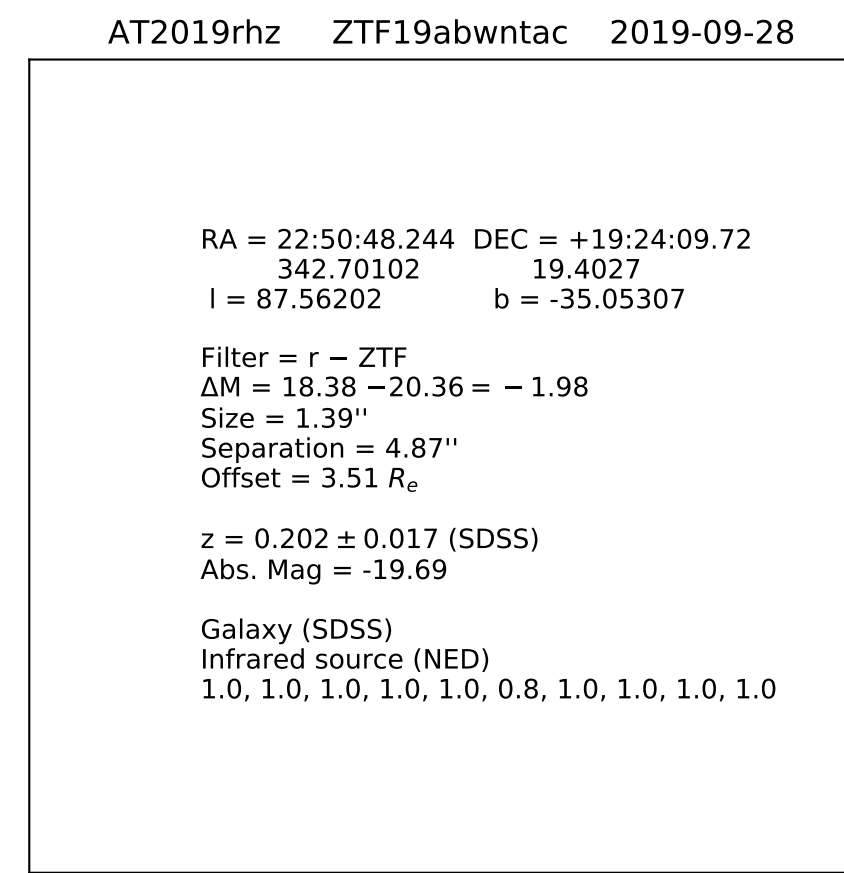 AT2019rhz ZTF19abwntac 2019-09-28
RA = 22:50:48.244 DEC = +19:24:09.72
342.70102 19.4027
l = 87.56202 b = -35.05307
Filter = r − ZTF
ΔM = 18.38 −20.36 = − 1.98
Size = 1.39''
Separation = 4.87''
Offset = 3.51 Rₑ
z = 0.202 ± 0.017 (SDSS)
Abs. Mag = -19.69
Galaxy (SDSS)
Infrared source (NED)
1.0, 1.0, 1.0, 1.0, 1.0, 0.8, 1.0, 1.0, 1.0, 1.0